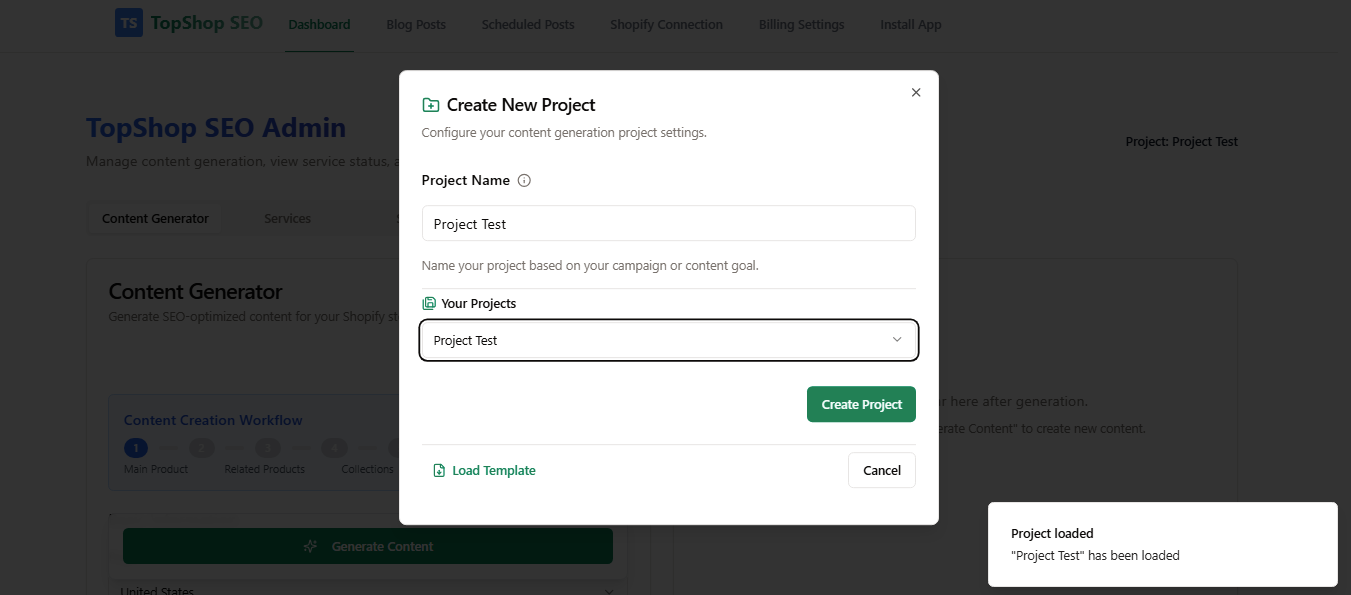 TS TopShop SEO Dashboard Blog Posts Scheduled Posts Shopify Connection Billing Settings Install App
TopShop SEO Admin
Manage content generation, view service status,
Project: Project Test
Content Generator Services
Content Generator
Generate SEO-optimized content for your Shopify
Content Creation Workflow
1 2 3 4
Main Product Related Products Collections
Generate Content
United States
here after generation.
Content" to create new content.
Create New Project
Configure your content generation project settings.
Project Name
Project Test
Name your project based on your campaign or content goal.
Your Projects
Project Test
Create Project
Load Template Cancel
Project loaded
"Project Test" has been loaded